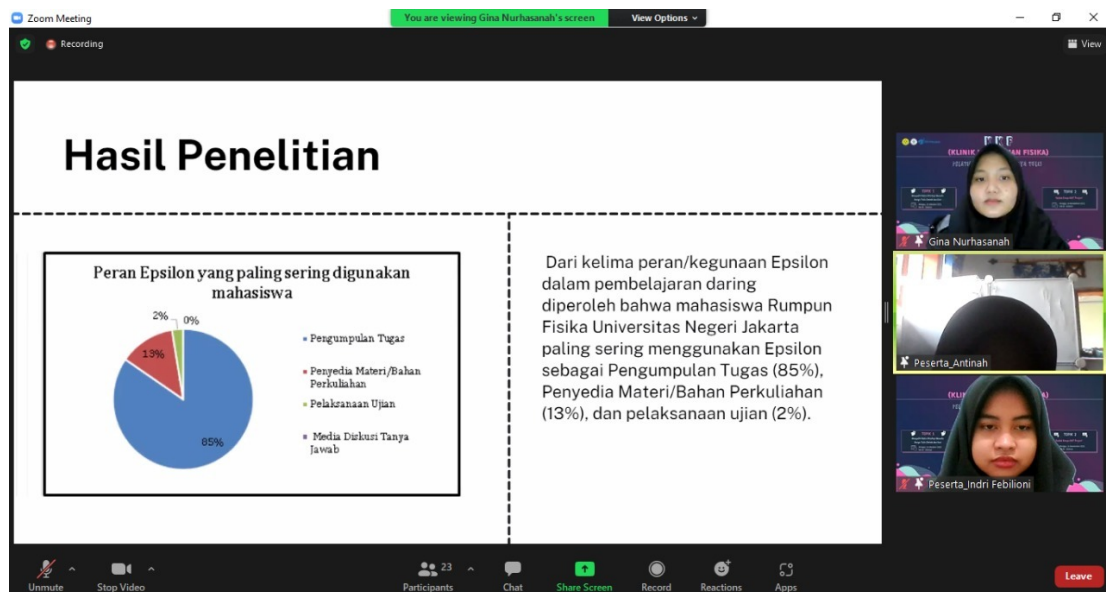 Zoom Meeting
You are viewing Gina Nurhasanah's screen
View Options
Recording
View
Hasil Penelitian
Peran Epsilon yang paling sering digunakan
mahasiswa
2%
0%
13%
85%
Pengumpulan Tugas
Penyedia Materi/Bahan
Perkuliahan
Pelaksanaan Ujian
Media Diskusi Tanya
Jawab
Dari kelima peran/kegunaan Epsilon
dalam pembelajaran daring
diperoleh bahwa mahasiswa Rumpun
Fisika Universitas Negeri Jakarta
paling sering menggunakan Epsilon
sebagai Pengumpulan Tugas (85%),
Penyedia Materi/Bahan Perkuliahan
(13%), dan pelaksanaan ujian (2%).
(KLINIK
AN FISIKA)
Gina Nurhasanah
Peserta_Antinah
Peserta_Indri Febilioni
Unmute
Stop Video
23
Participants
Chat
Share Screen
Record
Reactions
Apps
Leave